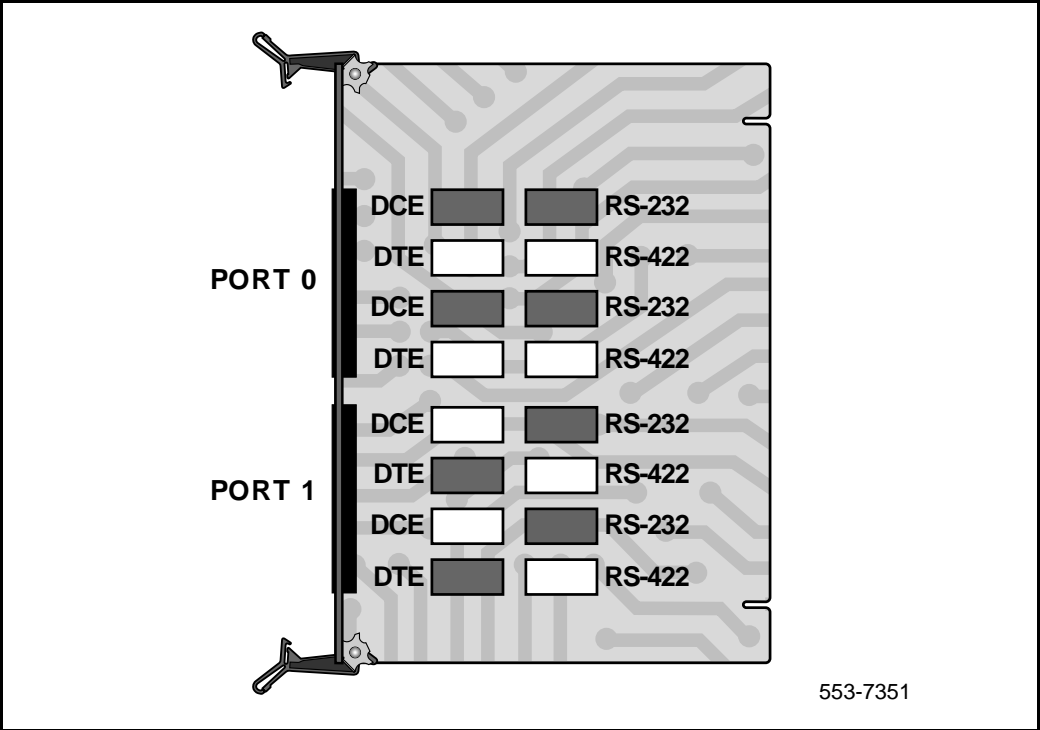 DCE RS-232
DTE RS-422
PORT 0
DCE RS-232
DTE RS-422
DCE RS-232
DTE RS-422
PORT 1
DCE RS-232
DTE RS-422
553-7351